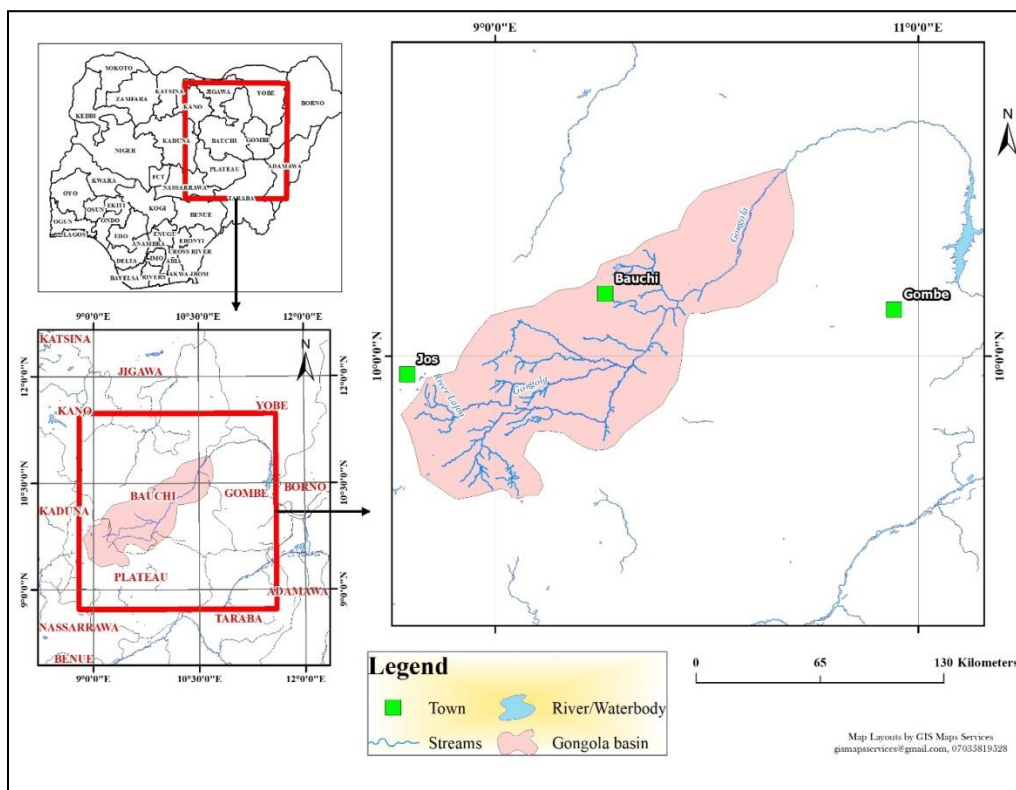 SOKOTO
KATSINA
JIGAWA
YOBE
BORNO
ZAMFARA
KANO
KEBBI
KADUNA
BAUCHI
GOMBE
NIGER
PLATEAU
ADAMAWA
FCT
NASSARRAWA
KWARA
TARABA
OYO
EKITI
KOGI
BENUE
OSUN
ONDO
OGUN
EDO
ENUGU
EBONYI
LAGOS
ANAMBRA
CROSS RIVER
DELTA
IMO
ABIA
BAYELSA
RIVERS
AKWA IBOM
9°0'0"E
10°30'0"E
12°0'0"E
KATSINA
N
JIGAWA
12°0'0"N
12°0'0"N
KANO
YOBE
10°30'0"N
BAUCHI
GOMBE
BORNO
10°30'0"N
KADUNA
PLATEAU
ADAMAWA
9°0'0"N
9°0'0"N
NASSARRAWA
TARABA
BENUE
9°0'0"E
10°30'0"E
12°0'0"E
9°0'0"E
11°0'0"E
N
Gongola
Bauchi
Gombe
10°0'0"N
10°0'0"N
Jos
Gongola
9°0'0"E
11°0'0"E
Legend
Town
River/Waterbody
Streams
Gongola basin
0 65 130 Kilometers
Map Layouts by GIS Maps Services
gismapsservices@gmail.com, 07035819528